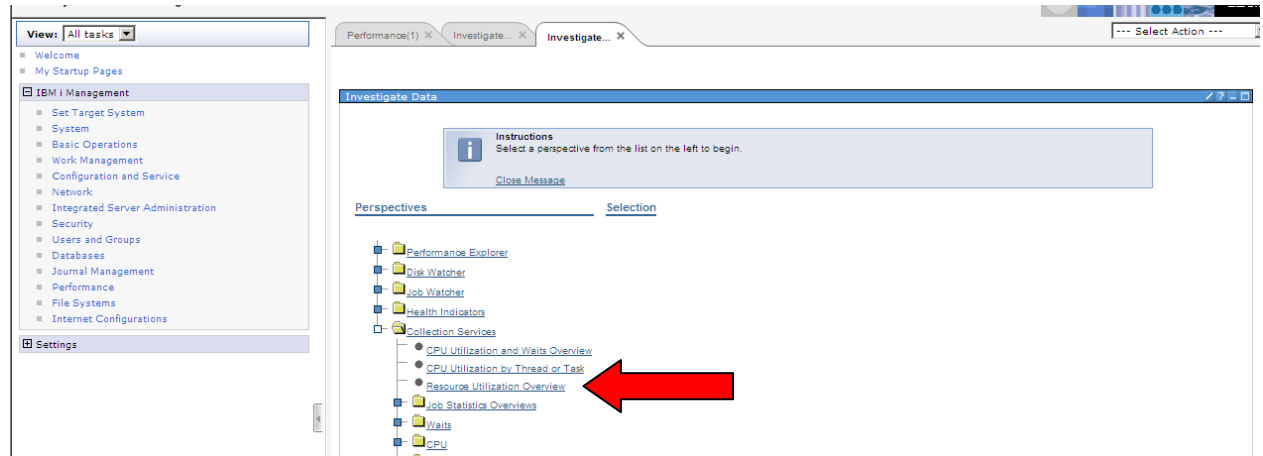 View: All tasks
Welcome
My Startup Pages
IBM i Management
Set Target System
System
Basic Operations
Work Management
Configuration and Service
Network
Integrated Server Administration
Security
Users and Groups
Databases
Journal Management
Performance
File Systems
Internet Configurations
Settings
Performance(1)
Investigate...
Investigate...
--- Select Action ---
Investigate Data
Instructions
Select a perspective from the list on the left to begin.
Close Message
Perspectives
Selection
Performance Explorer
Disk Watcher
Job Watcher
Health Indicators
Collection Services
CPU Utilization and Waits Overview
CPU Utilization by Thread or Task
Resource Utilization Overview
Job Statistics Overviews
Waits
CPU